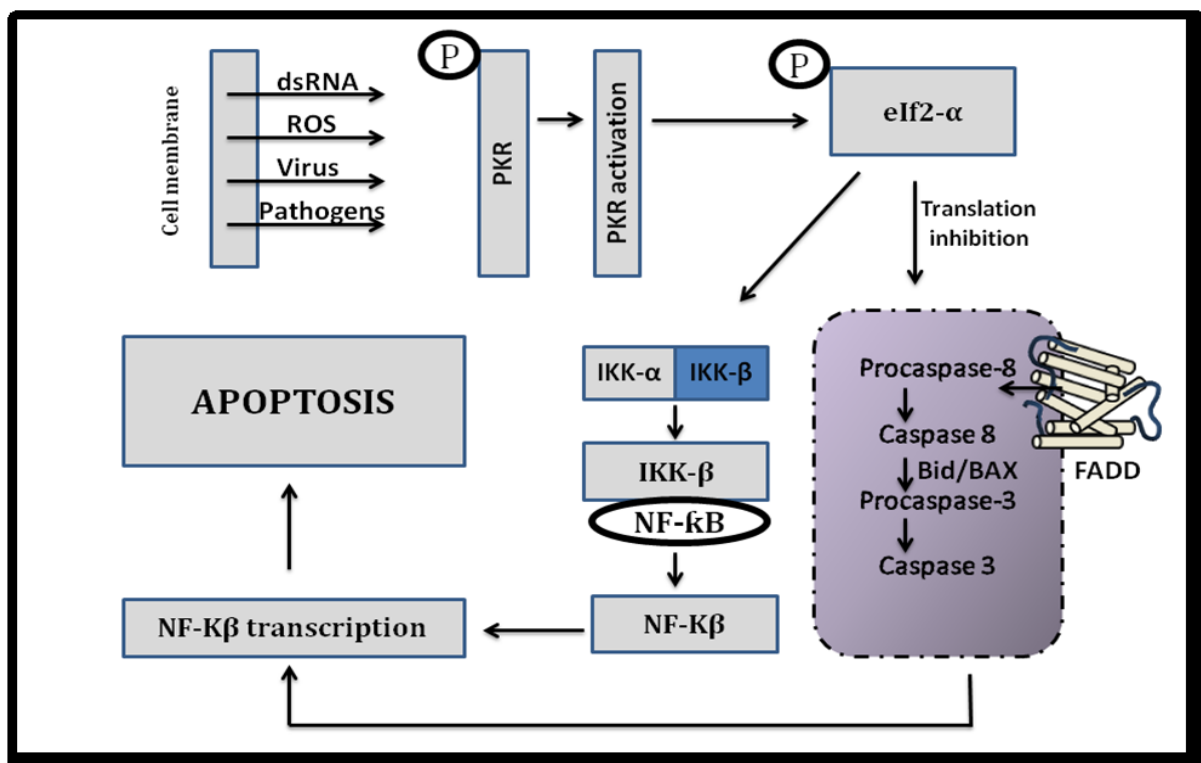 Cell membrane
dsRNA
ROS
Virus
Pathogens
P
PKR
PKR activation
P
eIf2-α
Translation
inhibition
IKK-α IKK-β
IKK-β
NF-ƙB
NF-Kβ
NF-Kβ transcription
APOPTOSIS
Procaspase-8
Caspase 8
Bid/BAX
Procaspase-3
Caspase 3
FADD